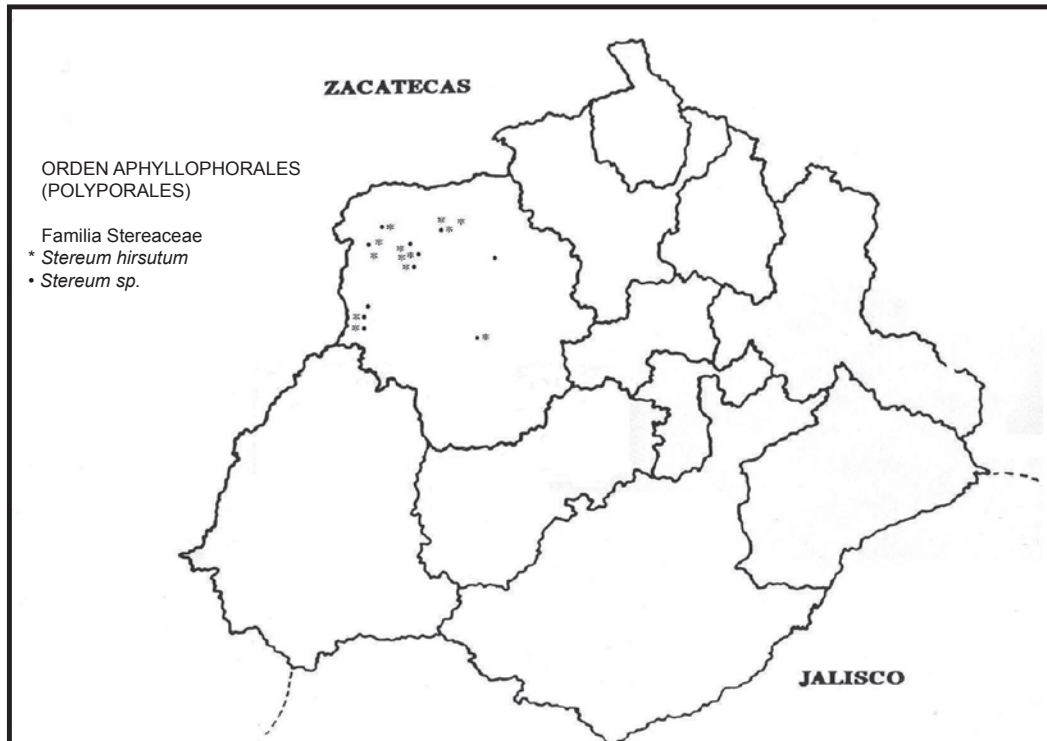 ZACATECAS
ORDEN APHYLLOPHORALES
(POLYPORALES)
Familia Stereaceae
* Stereum hirsutum
• Stereum sp.
JALISCO